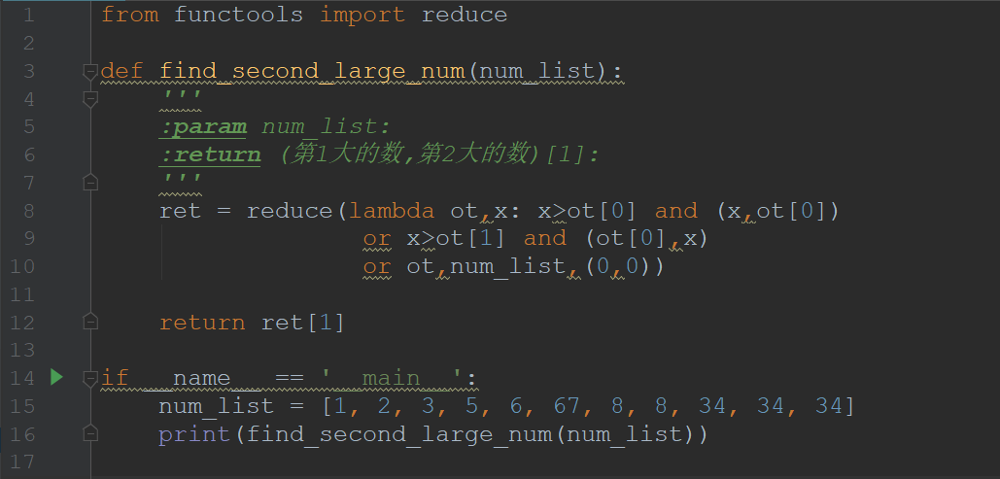 1 from functools import reduce
2
3 def find_second_large_num(num_list):
4     '''
5     :param num_list:
6     :return (第1大的数,第2大的数)[1]:
7     '''
8     ret = reduce(lambda ot,x: x>ot[0] and (x,ot[0])
9                   or x>ot[1] and (ot[0],x)
10                  or ot,num_list,(0,0))
11
12    return ret[1]
13
14 if __name__ == '__main__':
15    num_list = [1, 2, 3, 5, 6, 67, 8, 8, 34, 34, 34]
16    print(find_second_large_num(num_list))
17